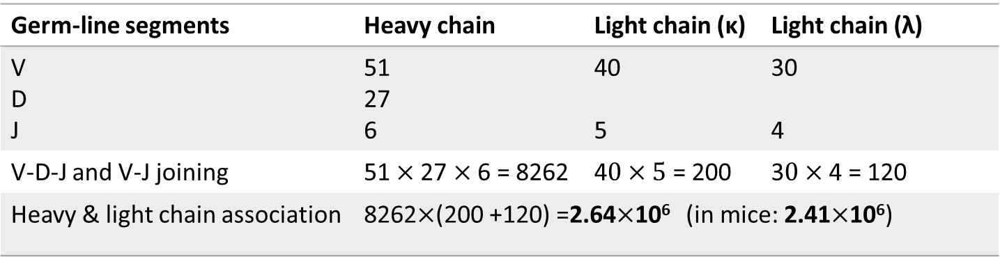 Germ-line segments Heavy chain Light chain (κ) Light chain (λ)
V 51 40 30
D 27
J 6 5 4
V-D-J and V-J joining 51 × 27 × 6 = 8262 40 × 5 = 200 30 × 4 = 120
Heavy & light chain association 8262×(200 +120) =2.64×10⁶ (in mice: 2.41×10⁶)